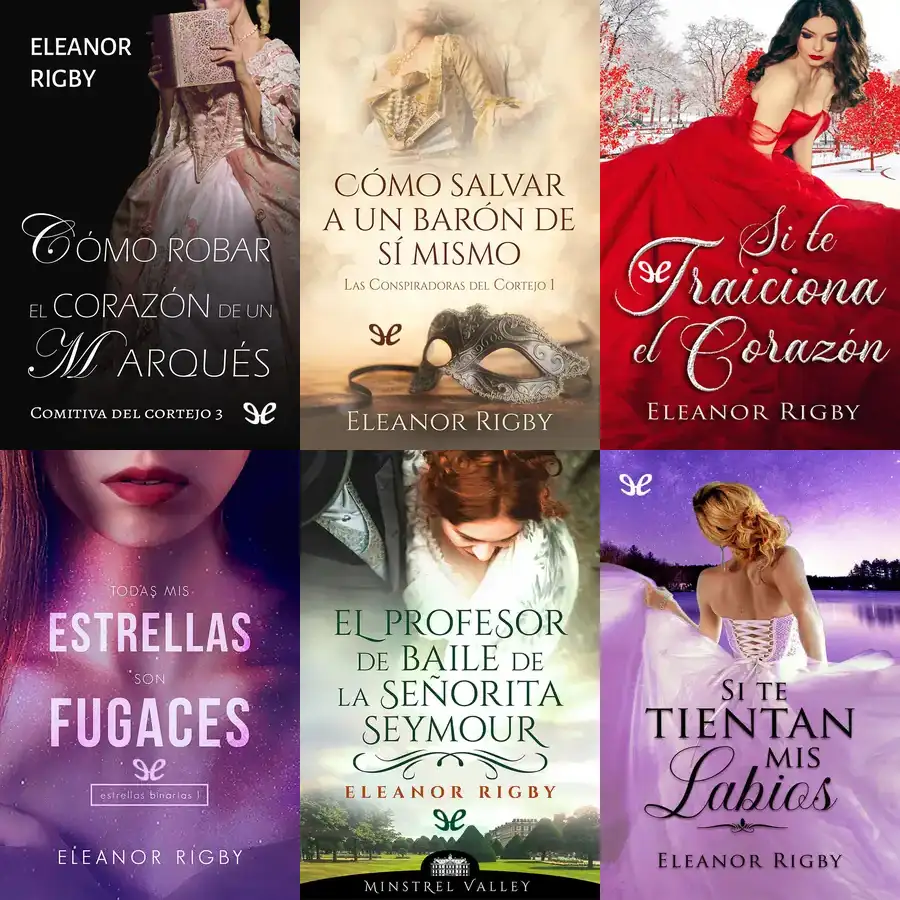 ELEANOR
RIGBY
CÓMO ROBAR
EL CORAZÓN DE UN
MARQUÉS
COMITIVA DEL CORTEJO 3
CÓMO SALVAR
A UN BARÓN DE
SÍ MISMO
LAS CONSPIRADORAS DEL CORTEJO 1
ELEANOR RIGBY
Si te
Traiciona
el Corazón
ELEANOR RIGBY
TODAS MIS
ESTRELLAS
SON
FUGACES
estrellas binarias 1
ELEANOR RIGBY
EL PROFESOR
DE BAILE DE
LA SEÑORITA
SEYMOUR
ELEANOR RIGBY
MINSTREL VALLEY
SI TE
TIENTAN
MIS
Labios
ELEANOR RIGBY